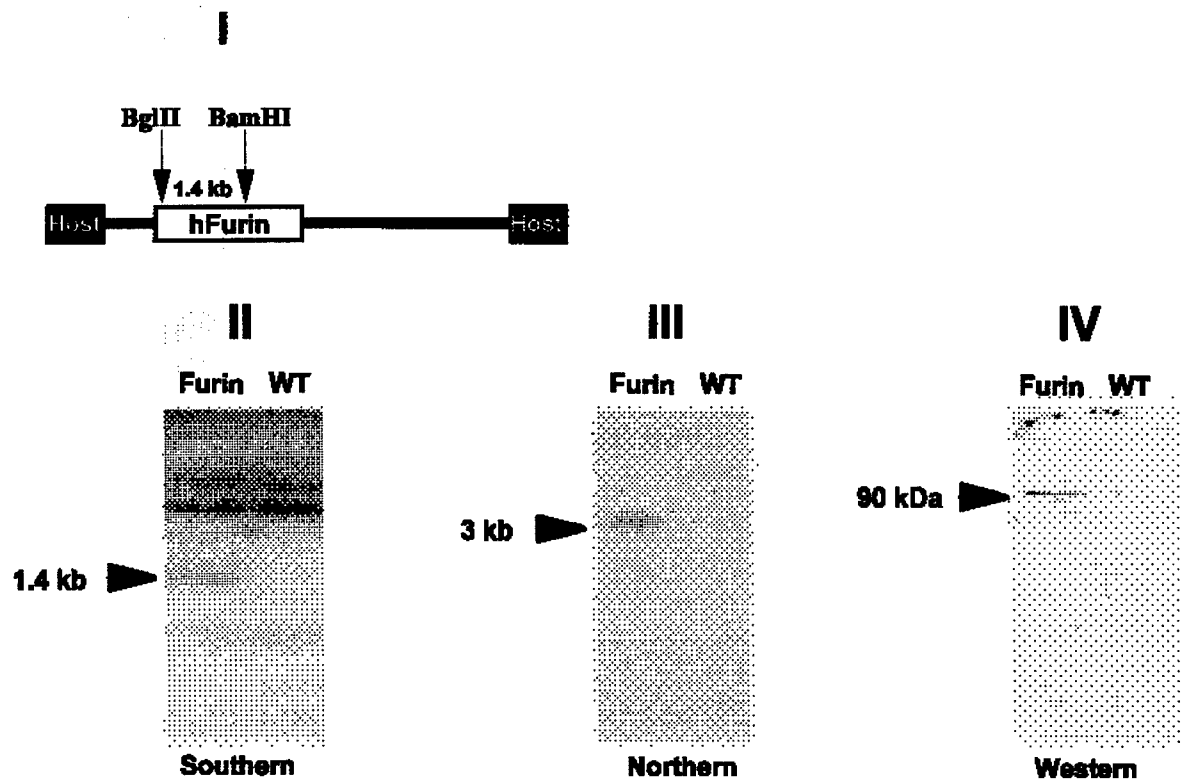 I
BglII BamHI
1.4 kb
Host hFurin Host
II III IV
Furin WT Furin WT Furin WT
90 kDa
3 kb
1.4 kb
Southern Northern Western